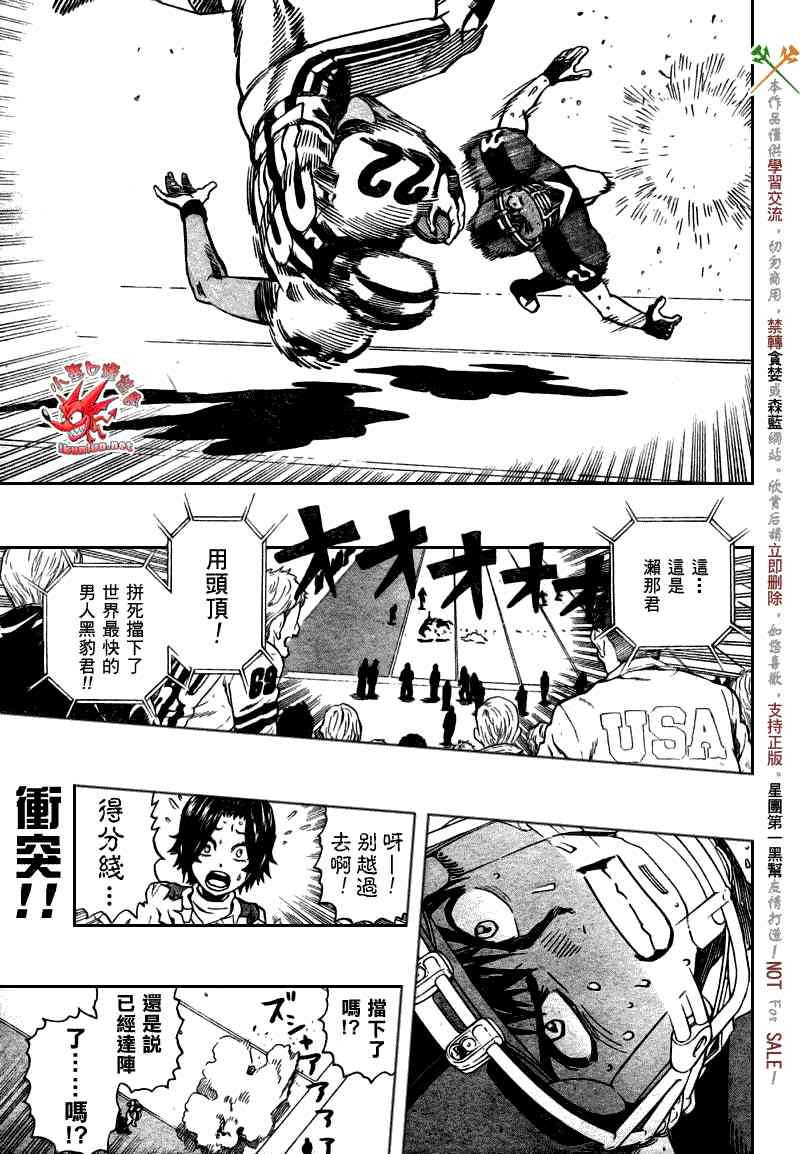 22
這…
這是
瀨那君
用頭頂!
拼死擋下了
世界最快的
男人黑豹君!!
オオオオ
69
USA
呀——!
別越過
去啊!
得分綫…
衝突!!
擋下了
嗎!?
還是說
已經達陣
了……嗎!?
ズシャアアアア
本作品僅供學習交流，切勿商用，禁轉貪婪或森藍網站。欣賞后請立即刪除，如您喜歡，支持正版。星團第一黑幫友情打造—NOT For SALE—